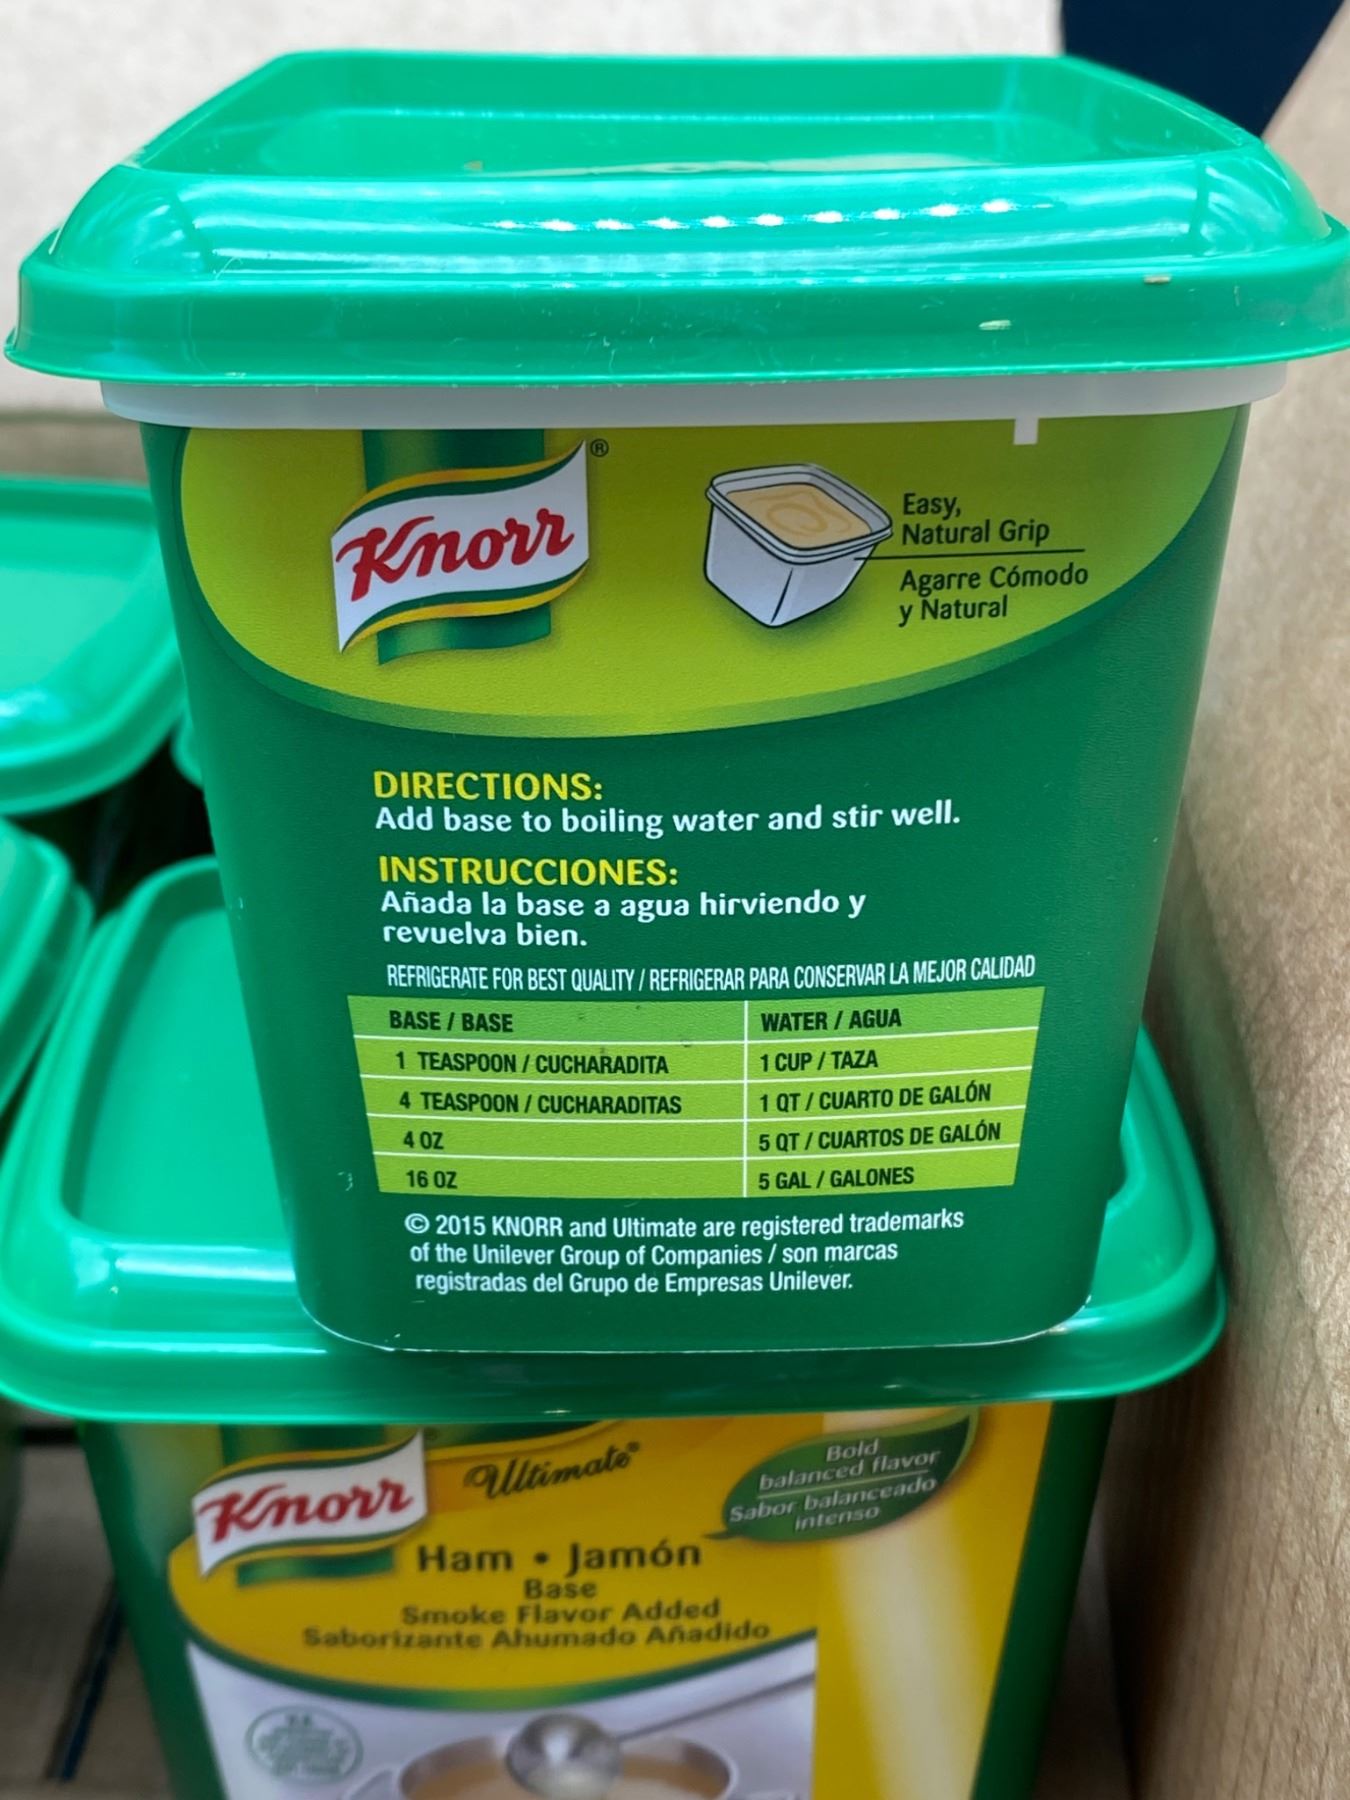 Knorr®
Easy,
Natural Grip
Agarre Cómodo
y Natural
DIRECTIONS:
Add base to boiling water and stir well.
INSTRUCCIONES:
Añada la base a agua hirviendo y
revuelva bien.
REFRIGERATE FOR BEST QUALITY / REFRIGERAR PARA CONSERVAR LA MEJOR CALIDAD
BASE / BASE WATER / AGUA
1 TEASPOON / CUCHARADITA 1 CUP / TAZA
4 TEASPOON / CUCHARADITAS 1 QT / CUARTO DE GALÓN
4 OZ 5 QT / CUARTOS DE GALÓN
16 OZ 5 GAL / GALONES
© 2015 KNORR and Ultimate are registered trademarks
of the Unilever Group of Companies / son marcas
registradas del Grupo de Empresas Unilever.
Knorr
Ultimate®
Bold
balanced flavor
Sabor balanceado
intenso
Ham • Jamón
Base
Smoke Flavor Added
Saborizante Ahumado Añadido